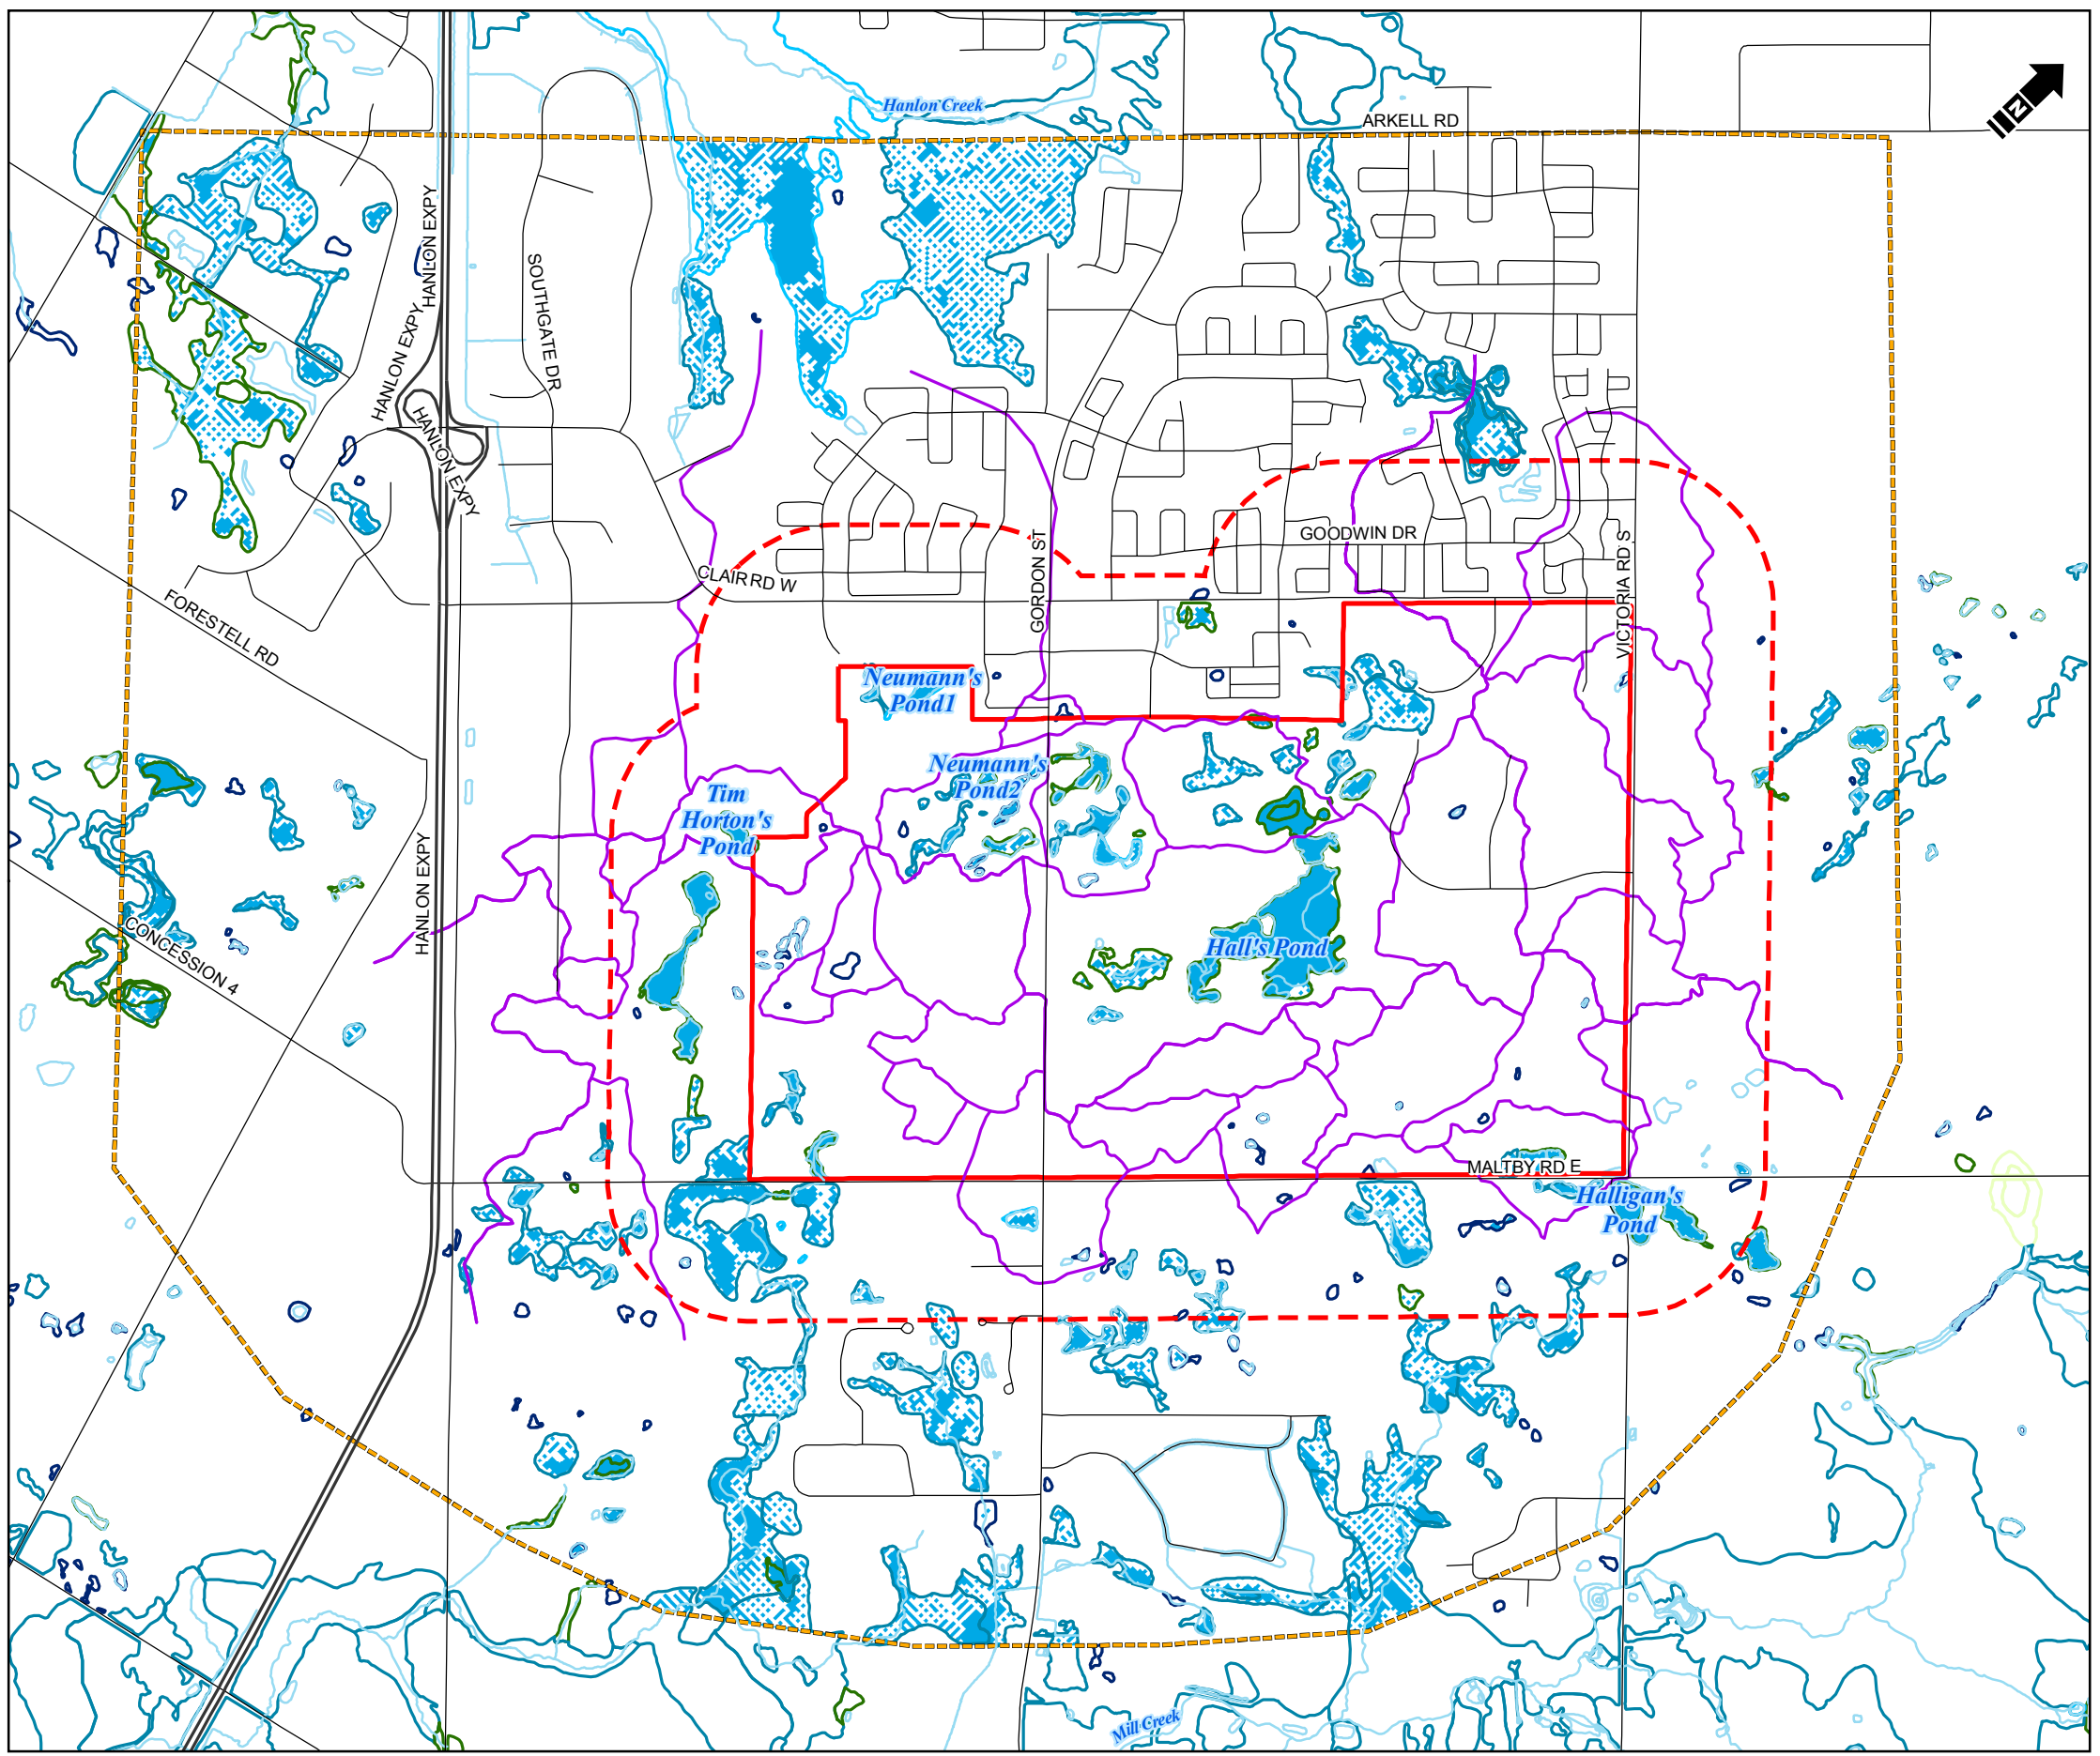 Hanlon Creek
ARKELL RD
N
HANLON EXPY
SOUTHGATE DR
HANLON EXPY
HANLON EXPY
GOODWIN DR
GORDON ST
VICTORIA RD S
CLAIR RD W
FORESTELL RD
Neumann's
Pond1
Neumann's
Pond2
Tim
Horton's
Pond
HANLON EXPY
Hall's Pond
CONCESSION 4
MALTBY RD E
Halligan's
Pond
Mill Creek